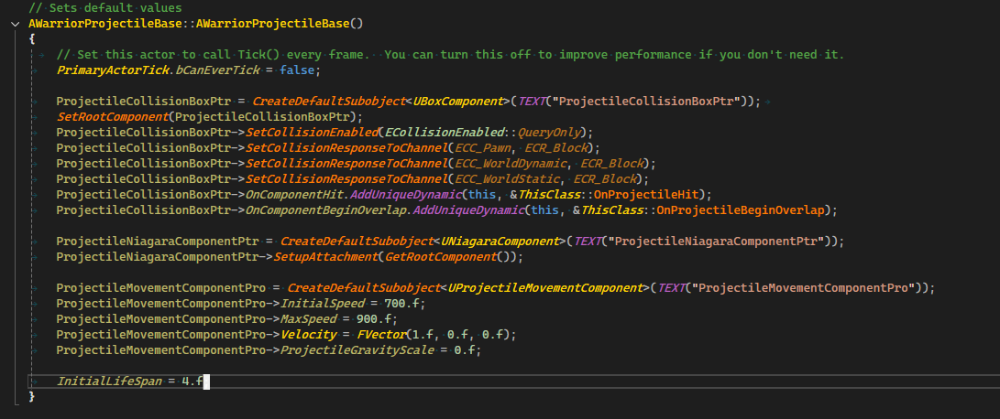 // Sets default values
AWarriorProjectileBase::AWarriorProjectileBase()
{
// Set this actor to call Tick() every frame.  You can turn this off to improve performance if you don't need it.
PrimaryActorTick.bCanEverTick = false;
ProjectileCollisionBoxPtr = CreateDefaultSubobject<UBoxComponent>(TEXT("ProjectileCollisionBoxPtr"));
SetRootComponent(ProjectileCollisionBoxPtr);
ProjectileCollisionBoxPtr->SetCollisionEnabled(ECollisionEnabled::QueryOnly);
ProjectileCollisionBoxPtr->SetCollisionResponseToChannel(ECC_Pawn, ECR_Block);
ProjectileCollisionBoxPtr->SetCollisionResponseToChannel(ECC_WorldDynamic, ECR_Block);
ProjectileCollisionBoxPtr->SetCollisionResponseToChannel(ECC_WorldStatic, ECR_Block);
ProjectileCollisionBoxPtr->OnComponentHit.AddUniqueDynamic(this, &ThisClass::OnProjectileHit);
ProjectileCollisionBoxPtr->OnComponentBeginOverlap.AddUniqueDynamic(this, &ThisClass::OnProjectileBeginOverlap);
ProjectileNiagaraComponentPtr = CreateDefaultSubobject<UNiagaraComponent>(TEXT("ProjectileNiagaraComponentPtr"));
ProjectileNiagaraComponentPtr->SetupAttachment(GetRootComponent());
ProjectileMovementComponentPro = CreateDefaultSubobject<UProjectileMovementComponent>(TEXT("ProjectileMovementComponentPro"));
ProjectileMovementComponentPro->InitialSpeed = 700.f;
ProjectileMovementComponentPro->MaxSpeed = 900.f;
ProjectileMovementComponentPro->Velocity = FVector(1.f, 0.f, 0.f);
ProjectileMovementComponentPro->ProjectileGravityScale = 0.f;
InitialLifeSpan = 4.f
}